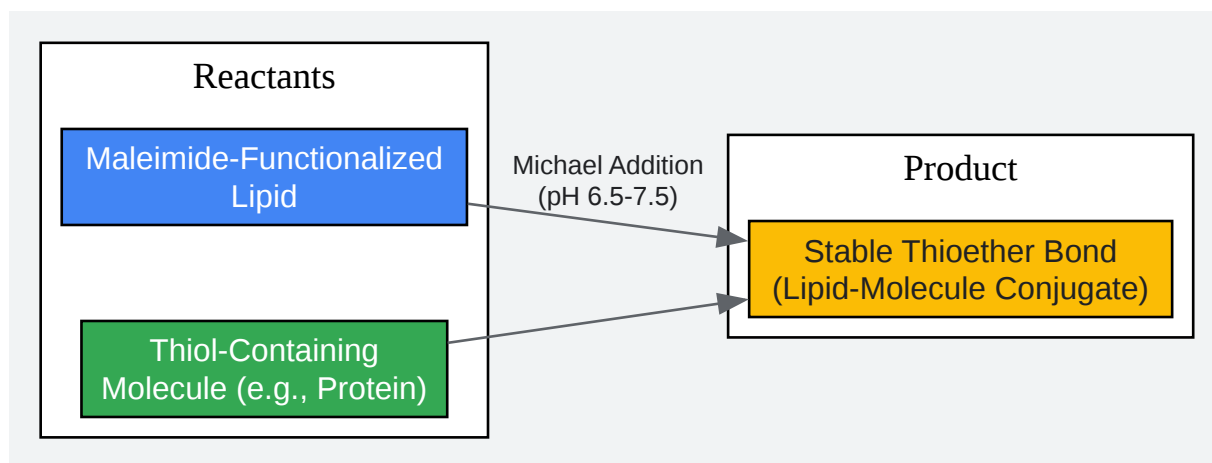 Reactants
Maleimide-Functionalized
Lipid
Thiol-Containing
Molecule (e.g., Protein)
Michael Addition
(pH 6.5-7.5)
Product
Stable Thioether Bond
(Lipid-Molecule Conjugate)